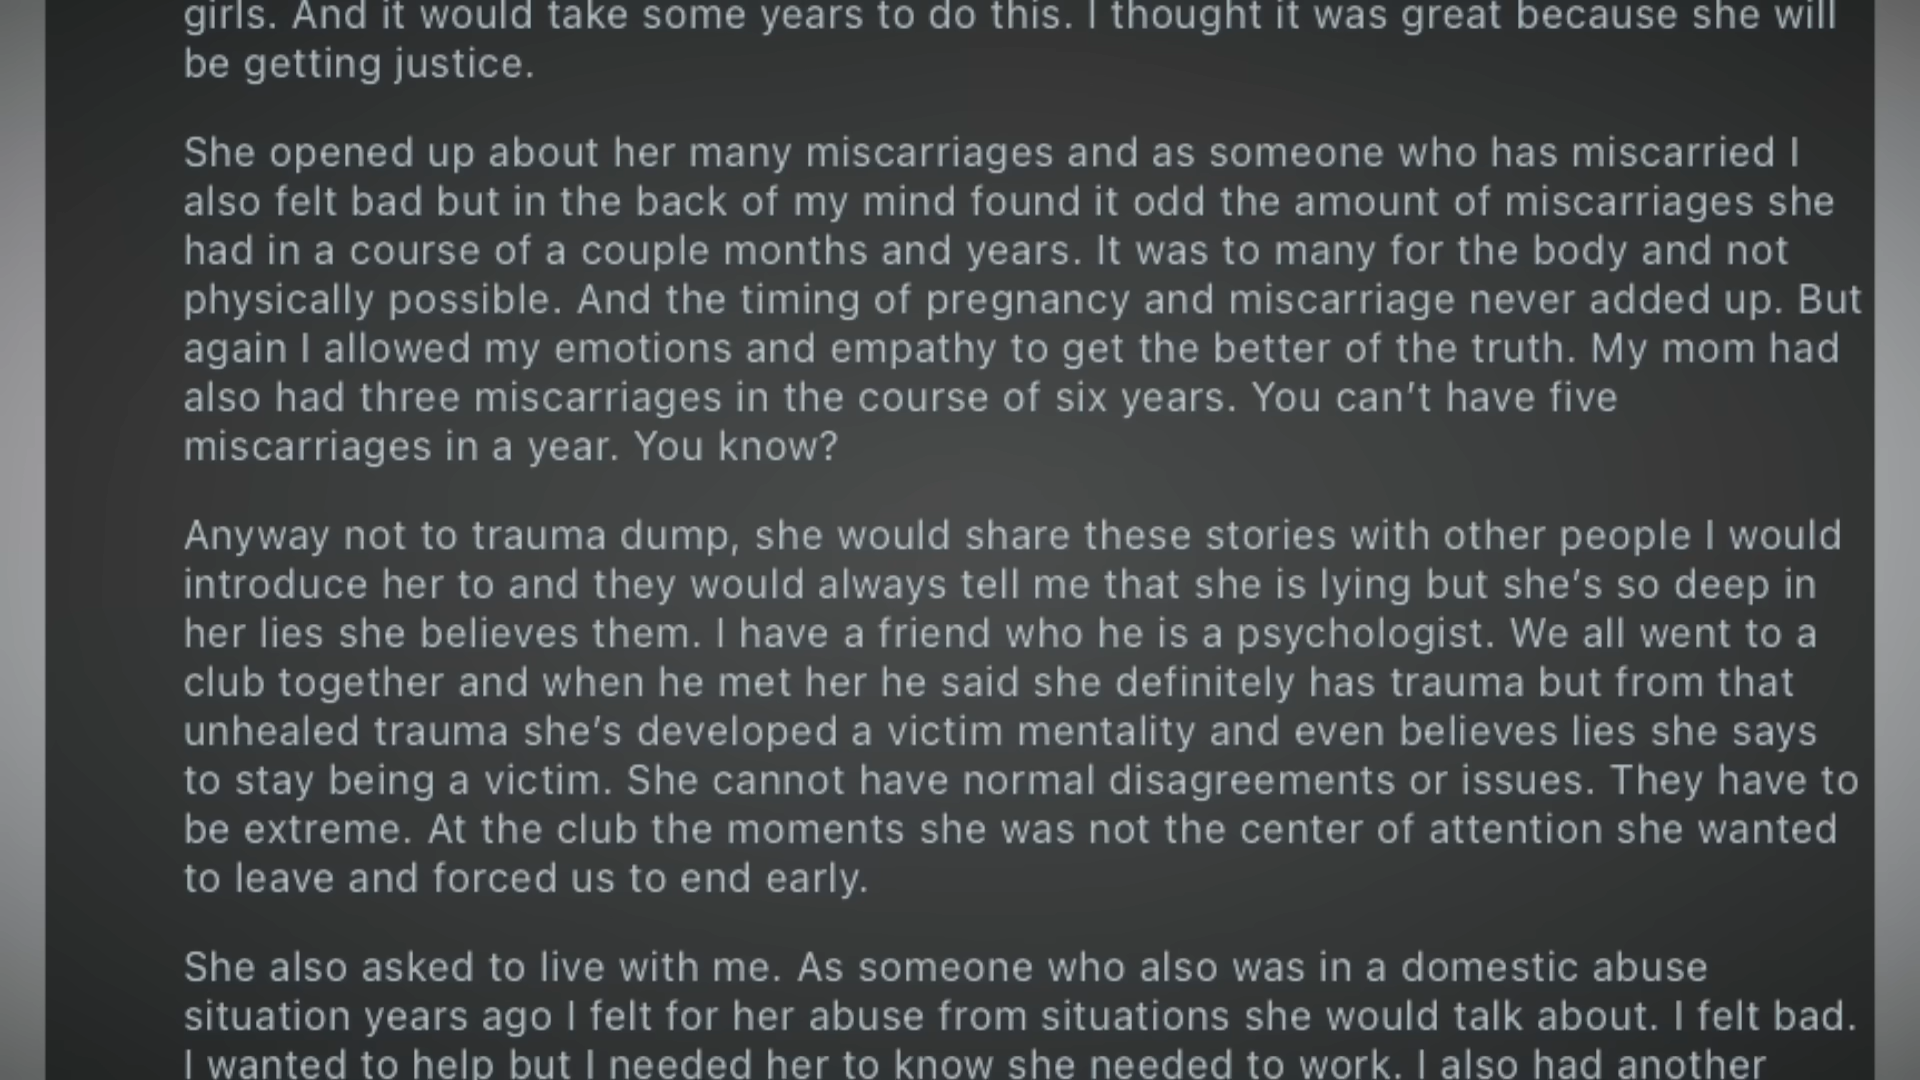 girls. And it would take some years to do this. I thought it was great because she will
be getting justice.
She opened up about her many miscarriages and as someone who has miscarried I
also felt bad but in the back of my mind found it odd the amount of miscarriages she
had in a course of a couple months and years. It was to many for the body and not
physically possible. And the timing of pregnancy and miscarriage never added up. But
again I allowed my emotions and empathy to get the better of the truth. My mom had
also had three miscarriages in the course of six years. You can’t have five
miscarriages in a year. You know?
Anyway not to trauma dump, she would share these stories with other people I would
introduce her to and they would always tell me that she is lying but she’s so deep in
her lies she believes them. I have a friend who he is a psychologist. We all went to a
club together and when he met her he said she definitely has trauma but from that
unhealed trauma she’s developed a victim mentality and even believes lies she says
to stay being a victim. She cannot have normal disagreements or issues. They have to
be extreme. At the club the moments she was not the center of attention she wanted
to leave and forced us to end early.
She also asked to live with me. As someone who also was in a domestic abuse
situation years ago I felt for her abuse from situations she would talk about. I felt bad.
I wanted to help but I needed her to know she needed to work. I also had another